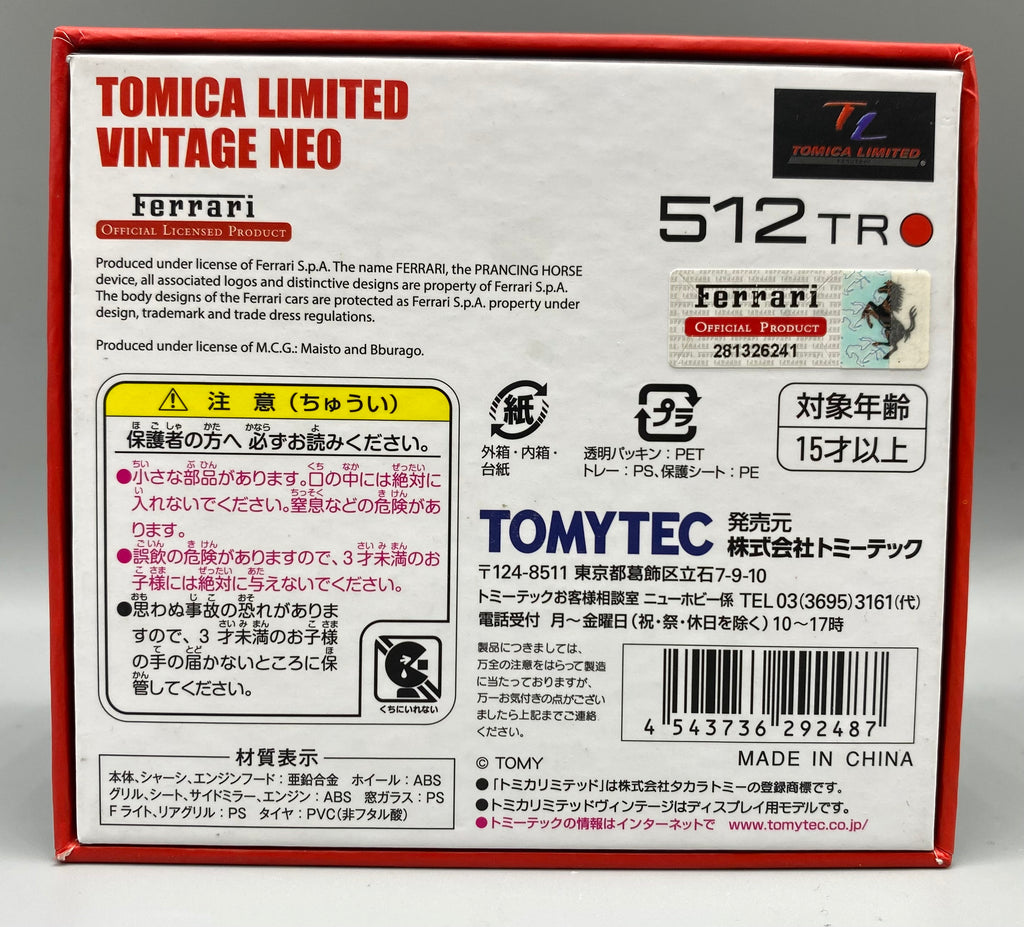 TOMICA LIMITED
VINTAGE NEO
TL
TOMICA LIMITED
Ferrari
OFFICIAL LICENSED PRODUCT
512 TR
Produced under license of Ferrari S.p.A. The name FERRARI, the PRANCING HORSE
device, all associated logos and distinctive designs are property of Ferrari S.p.A.
The body designs of the Ferrari cars are protected as Ferrari S.p.A. property under
design, trademark and trade dress regulations.
Produced under license of M.C.G.: Maisto and Bburago.
Ferrari
OFFICIAL PRODUCT
281326241
注 意（ちゅうい）
保護者の方へ 必ずお読みください。
●小さな部品があります。口の中には絶対に
入れないでください。窒息などの危険があ
ります。
●誤飲の危険がありますので、3才未満のお
子様には絶対に与えないでください。
●思わぬ事故の恐れがありま
すので、3 才未満のお子様
の手の届かないところに保
管してください。
くちにいれない
紙
外箱・内箱・
台紙
プラ
透明パッキン：PET
トレー：PS、保護シート：PE
対象年齢
15才以上
TOMYTEC
発売元
株式会社トミーテック
〒124-8511 東京都葛飾区立石7-9-10
トミーテックお客様相談室 ニューホビー係 TEL 03(3695)3161(代)
電話受付 月～金曜日（祝・祭・休日を除く）10～17時
製品につきましては、
万全の注意をはらって製造
に当たっておりますが、
万一お気付きの点がござい
ましたら上記までご連絡
ください。
4 543736 292487
材質表示
本体、シャーシ、エンジンフード：亜鉛合金 ホイール：ABS
グリル、シート、サイドミラー、エンジン：ABS 窓ガラス：PS
Fライト、リアグリル：PS タイヤ：PVC(非フタル酸)
© TOMY
MADE IN CHINA
●「トミカリミテッド」は株式会社タカラトミーの登録商標です。
●トミカリミテッドヴィンテージはディスプレイ用モデルです。
●トミーテックの情報はインターネットで www.tomytec.co.jp/